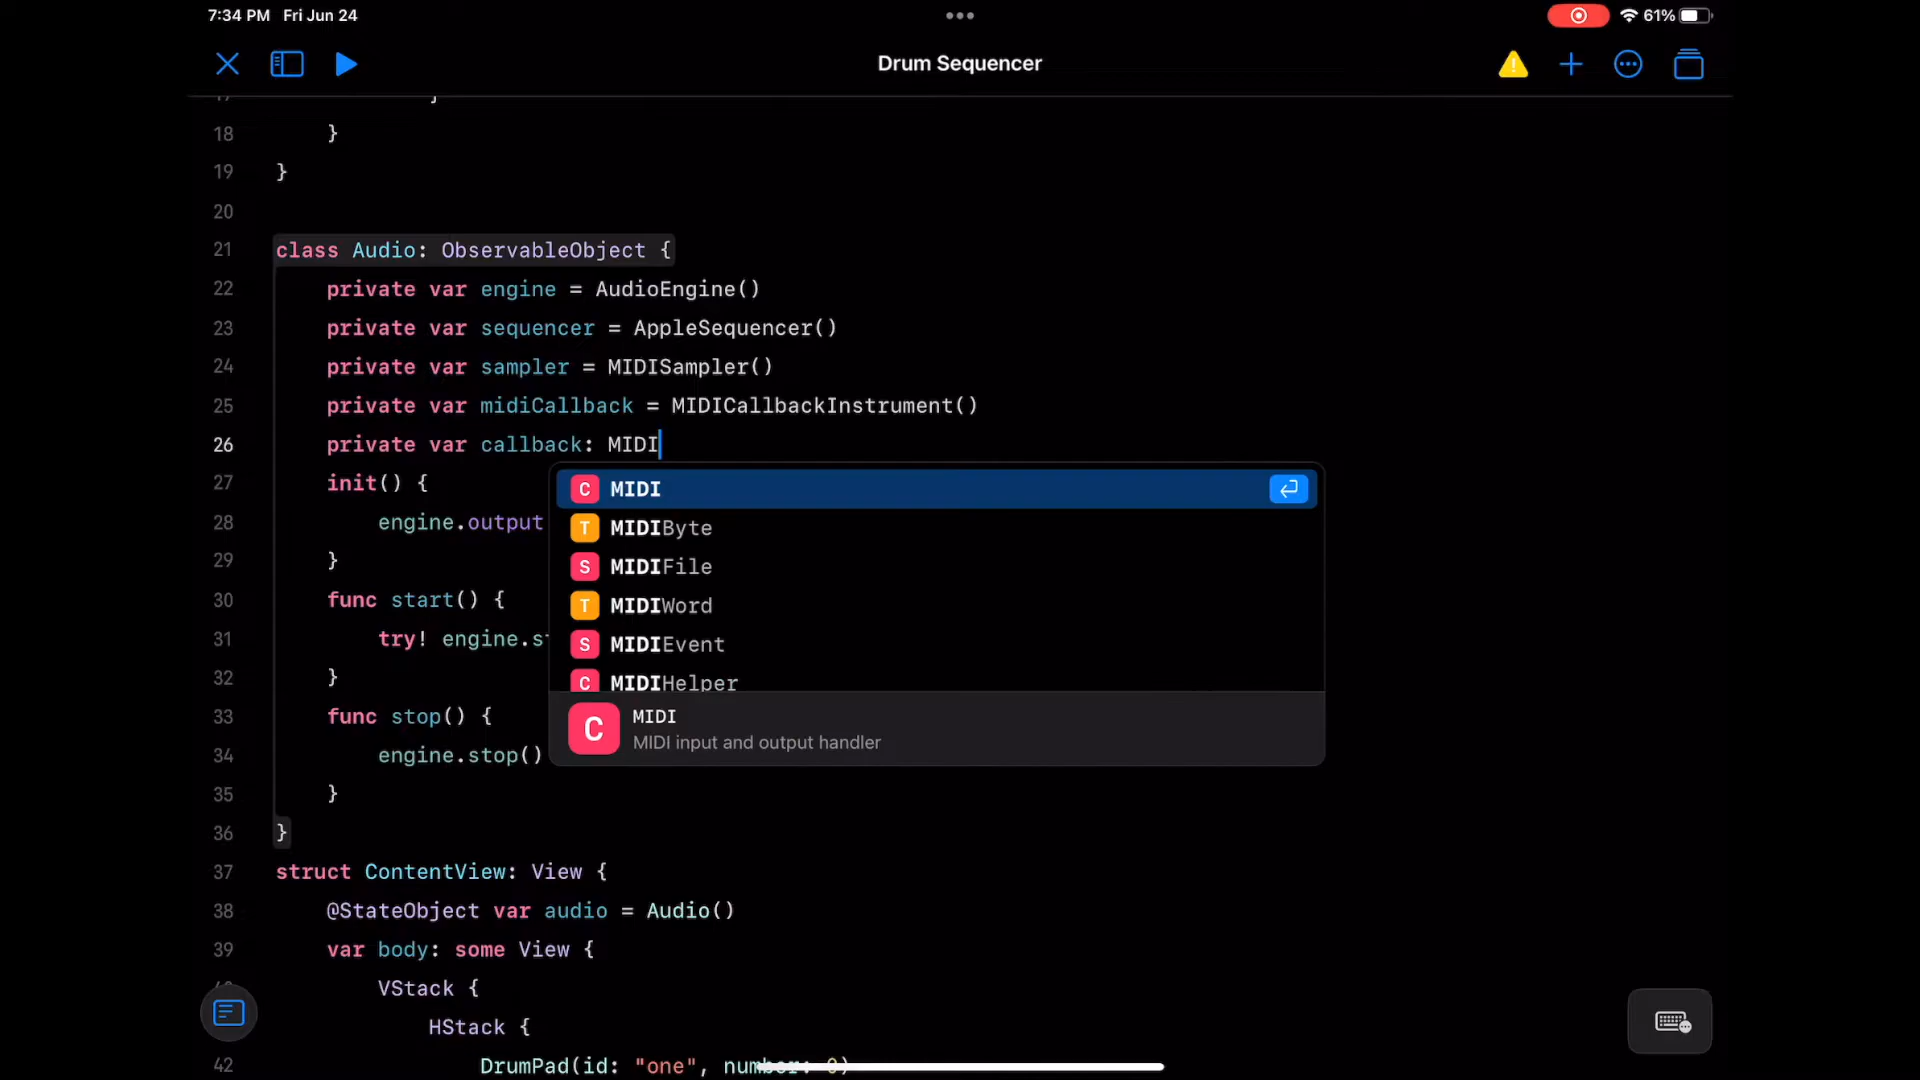 7:34 PM Fri Jun 24
61%
Drum Sequencer
18 }
19 }
20
21 class Audio: ObservableObject {
22 private var engine = AudioEngine()
23 private var sequencer = AppleSequencer()
24 private var sampler = MIDISampler()
25 private var midiCallback = MIDICallbackInstrument()
26 private var callback: MIDI
27 init() {
28 engine.output
29 }
30 func start() {
31 try! engine.st
32 }
33 func stop() {
34 engine.stop()
35 }
36 }
C MIDI
T MIDIByte
S MIDIFile
T MIDIWord
S MIDIEvent
C MIDIHelper
C MIDI
MIDI input and output handler
37 struct ContentView: View {
38 @StateObject var audio = Audio()
39 var body: some View {
VStack {
HStack {
42 DrumPad(id: "one", number: 0)